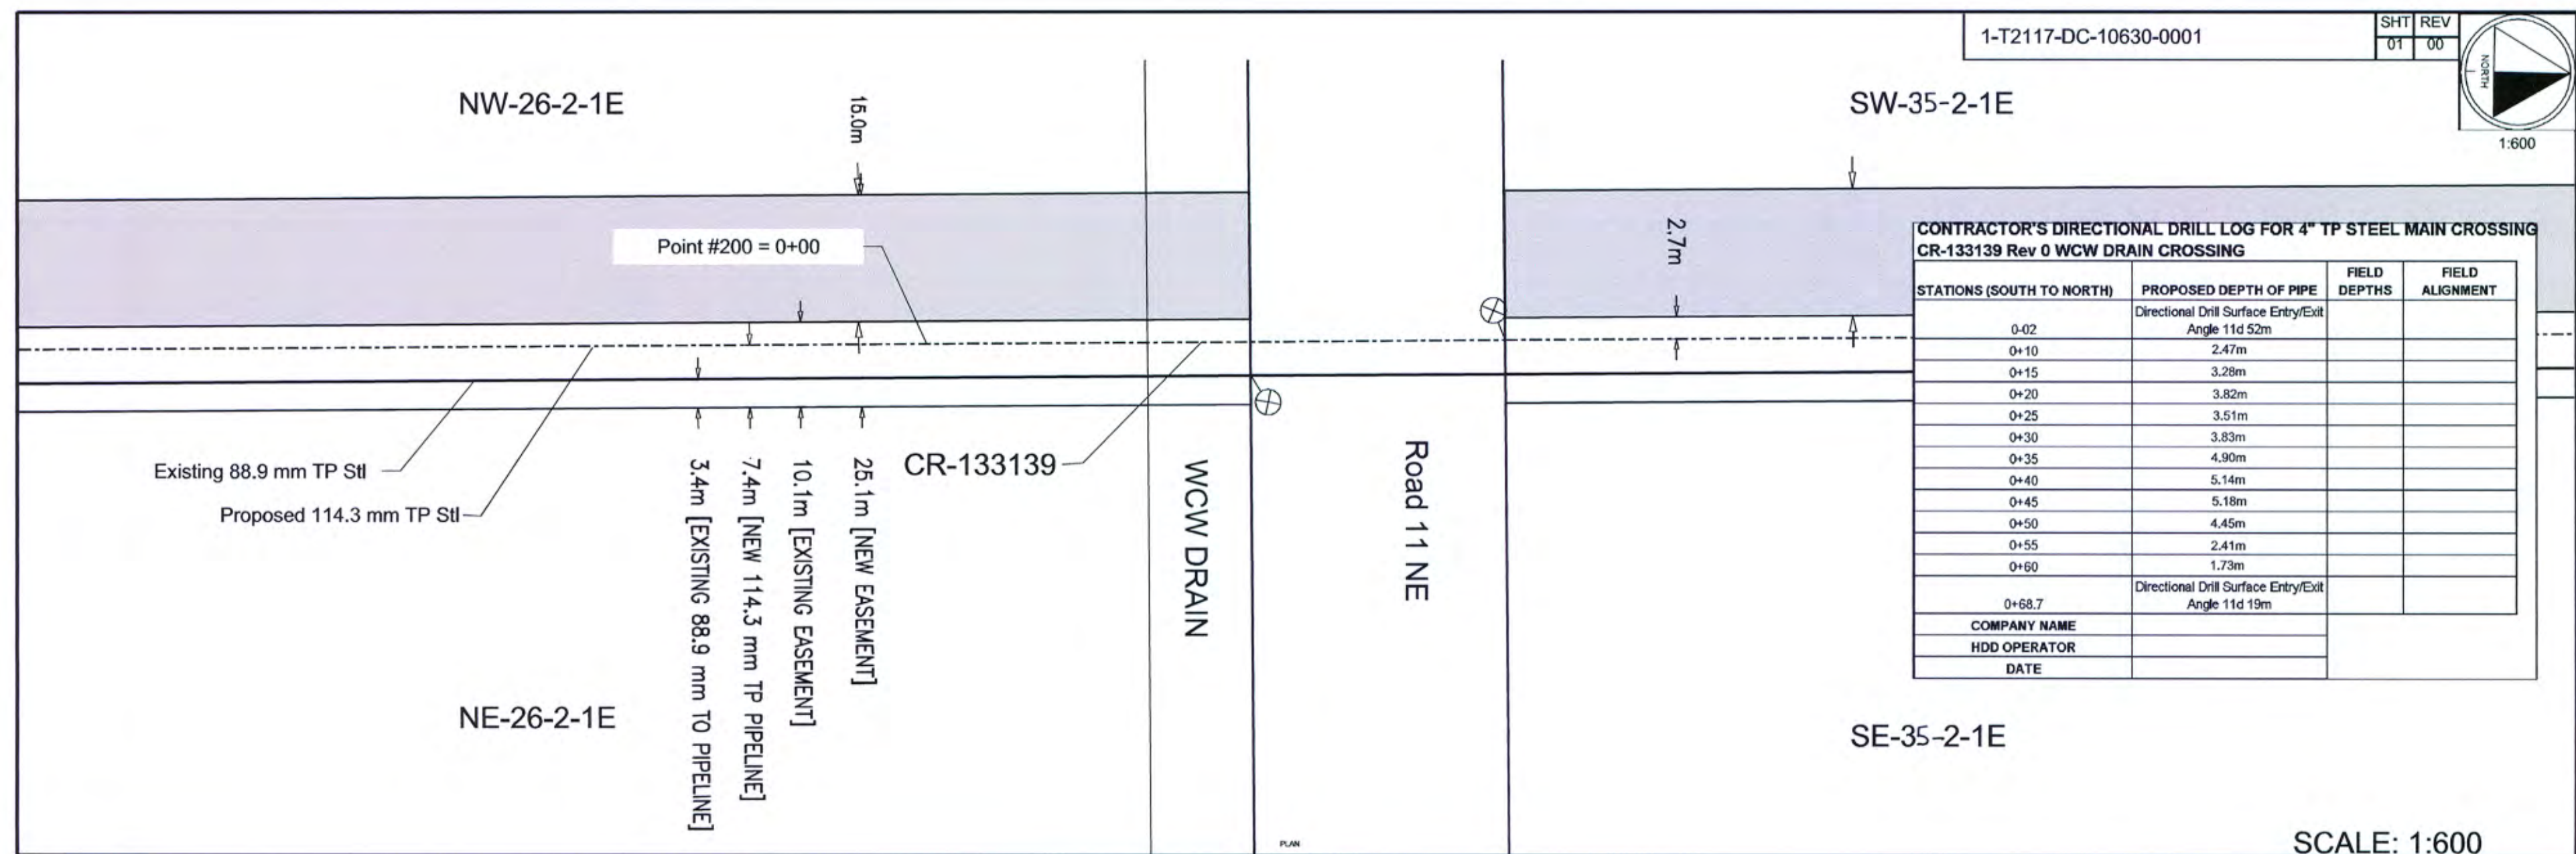 1-T2117-DC-10630-0001
SHT REV
01 00
NORTH
1:600
NW-26-2-1E
15.0m
SW-35-2-1E
Point #200 = 0+00
2.7m
CONTRACTOR'S DIRECTIONAL DRILL LOG FOR 4" TP STEEL MAIN CROSSING
CR-133139 Rev 0 WCW DRAIN CROSSING
STATIONS (SOUTH TO NORTH) PROPOSED DEPTH OF PIPE FIELD DEPTHS FIELD ALIGNMENT
0-02 Directional Drill Surface Entry/Exit Angle 11d 52m
0+10 2.47m
0+15 3.28m
0+20 3.82m
0+25 3.51m
0+30 3.83m
0+35 4.90m
0+40 5.14m
0+45 5.18m
0+50 4.45m
0+55 2.41m
0+60 1.73m
0+68.7 Directional Drill Surface Entry/Exit Angle 11d 19m
COMPANY NAME
HDD OPERATOR
DATE
Existing 88.9 mm TP Stl
Proposed 114.3 mm TP Stl
3.4m [EXISTING 88.9 mm TO PIPELINE]
7.4m [NEW 114.3 mm TP PIPELINE]
10.1m [EXISTING EASEMENT]
25.1m [NEW EASEMENT]
CR-133139
WCW DRAIN
Road 11 NE
NE-26-2-1E
SE-35-2-1E
PLAN
SCALE: 1:600